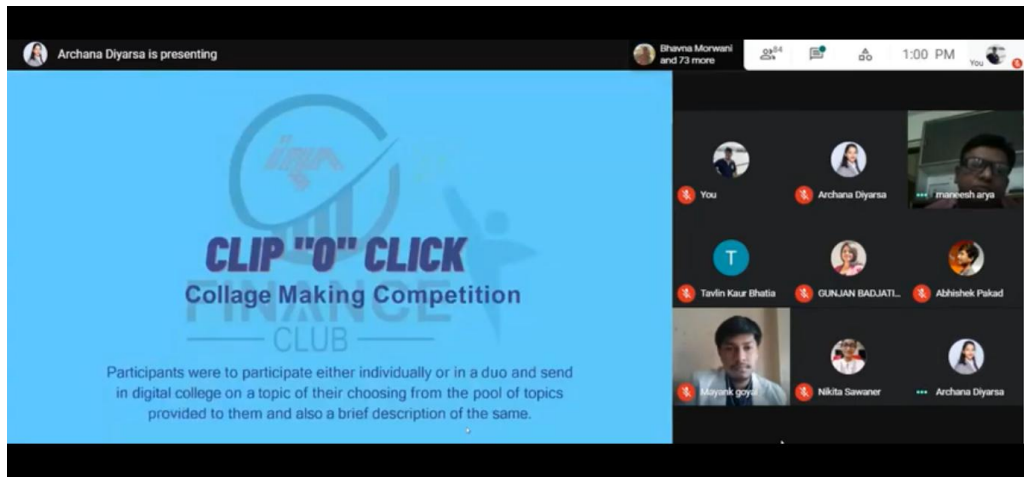 Archana Diyarsa is presenting
Bhavna Morwani
and 73 more
84
1:00 PM
You
CLIP "O" CLICK
Collage Making Competition
FINANCE
CLUB
Participants were to participate either individually or in a duo and send
in digital college on a topic of their choosing from the pool of topics
provided to them and also a brief description of the same.
You
Archana Diyarsa
maneesh arya
T
Tavlin Kaur Bhatia
GUNJAN BADJATI...
Abhishek Pakad
Mayank goyal
Nikita Sawaner
Archana Diyarsa